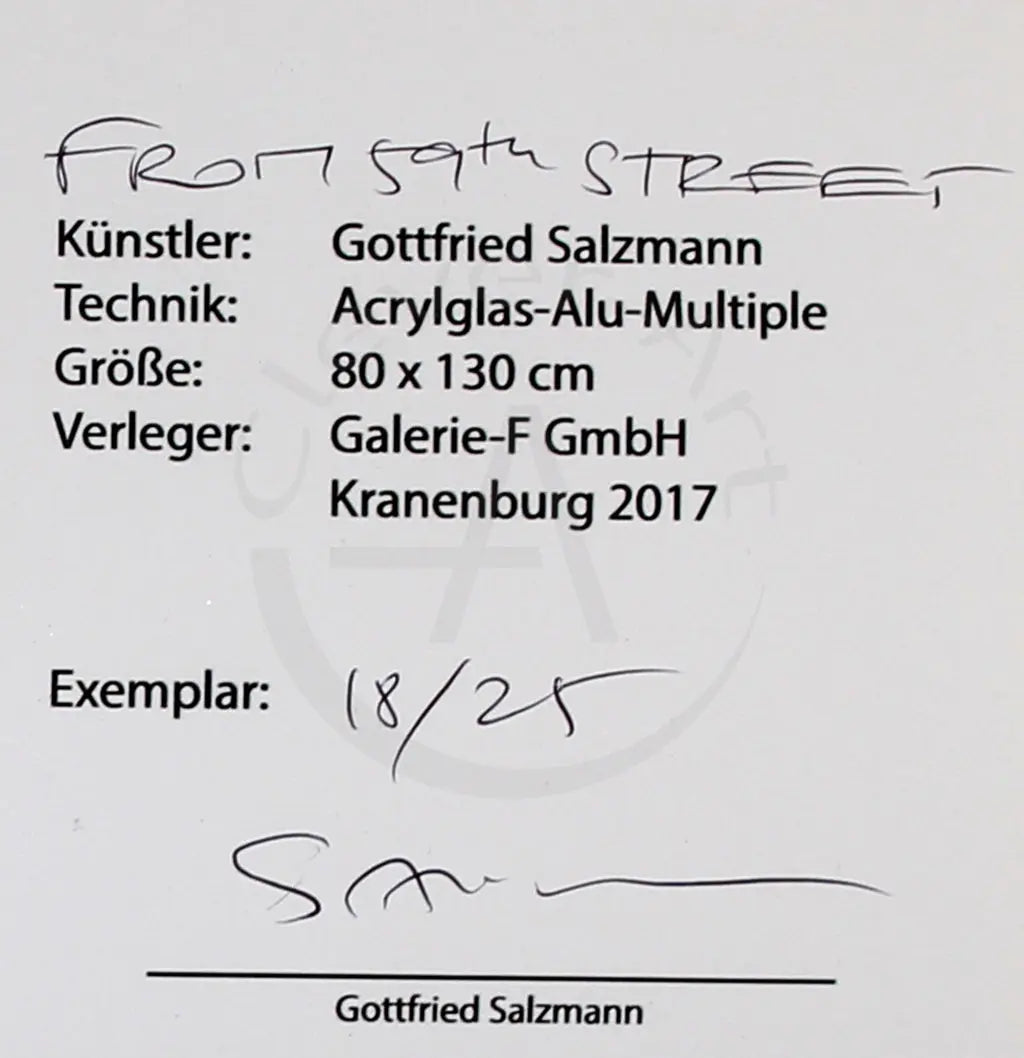 FROM 59th STREET
Künstler: Gottfried Salzmann
Technik: Acrylglas-Alu-Multiple
Größe: 80 x 130 cm
Verleger: Galerie-F GmbH
Kranenburg 2017
Exemplar: 18/25
Gottfried Salzmann